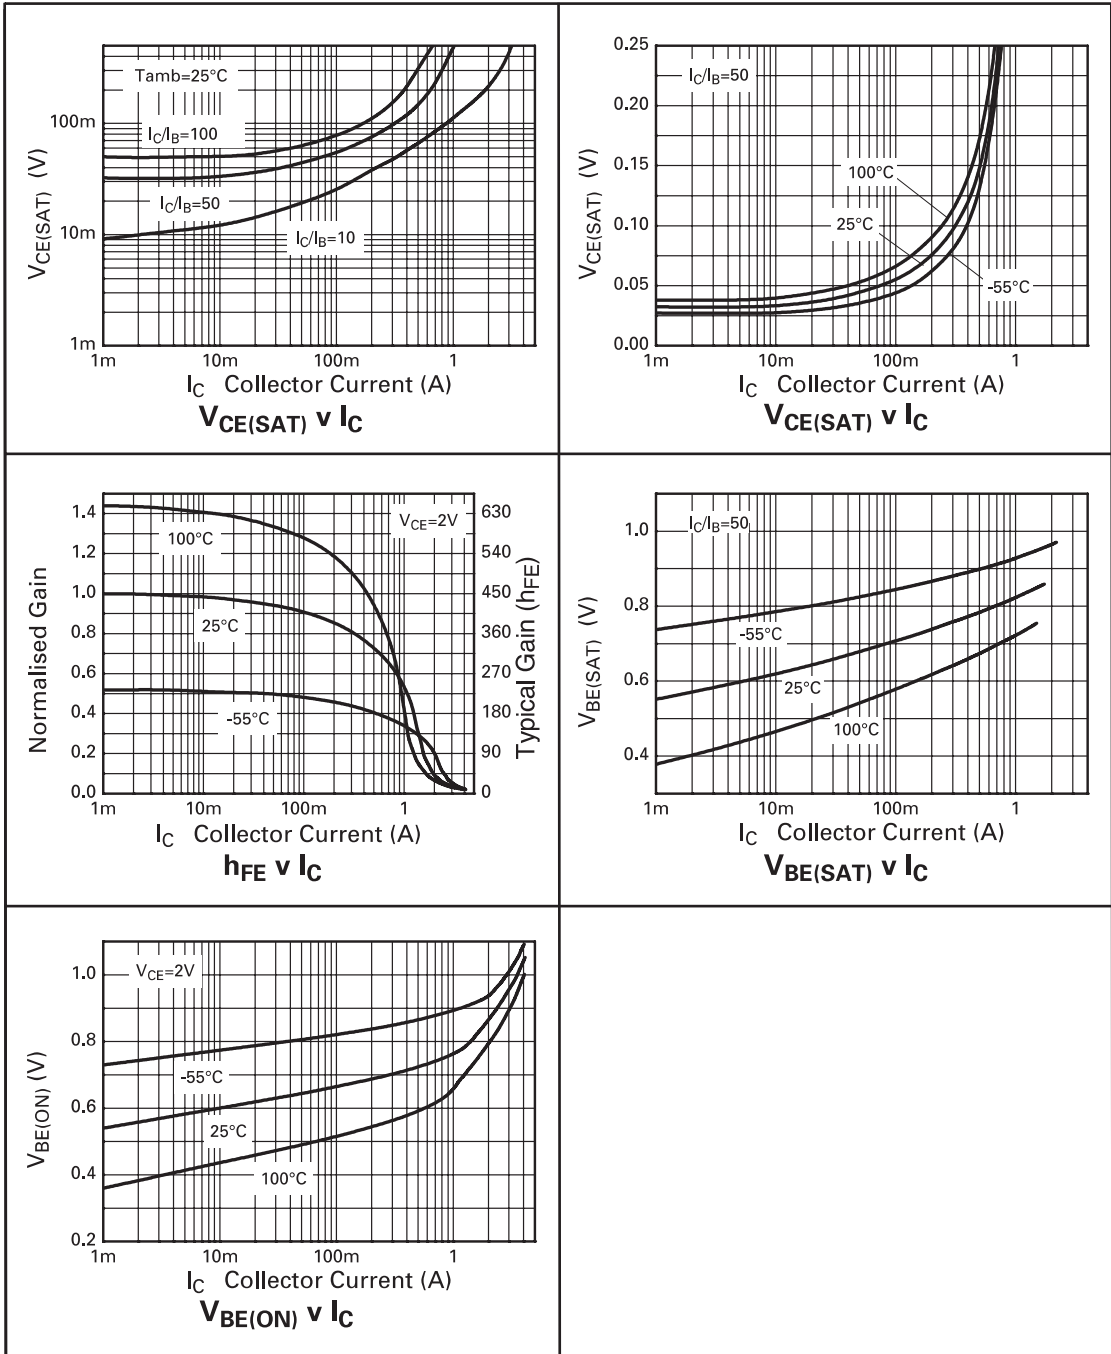 Tamb=25°C
IC/IB=100
IC/IB=50
IC/IB=10
100m
10m
1m
VCE(SAT) (V)
1m 10m 100m 1
IC Collector Current (A)
VCE(SAT) v IC
IC/IB=50
100°C
25°C
-55°C
0.25
0.20
0.15
0.10
0.05
0.00
VCE(SAT) (V)
1m 10m 100m 1
IC Collector Current (A)
VCE(SAT) v IC
VCE=2V
100°C
25°C
-55°C
1.4
1.2
1.0
0.8
0.6
0.4
0.2
0.0
Normalised Gain
630
540
450
360
270
180
90
0
Typical Gain (hFE)
1m 10m 100m 1
IC Collector Current (A)
hFE v IC
IC/IB=50
-55°C
25°C
100°C
1.0
0.8
0.6
0.4
VBE(SAT) (V)
1m 10m 100m 1
IC Collector Current (A)
VBE(SAT) v IC
VCE=2V
-55°C
25°C
100°C
1.0
0.8
0.6
0.4
0.2
VBE(ON) (V)
1m 10m 100m 1
IC Collector Current (A)
VBE(ON) v IC